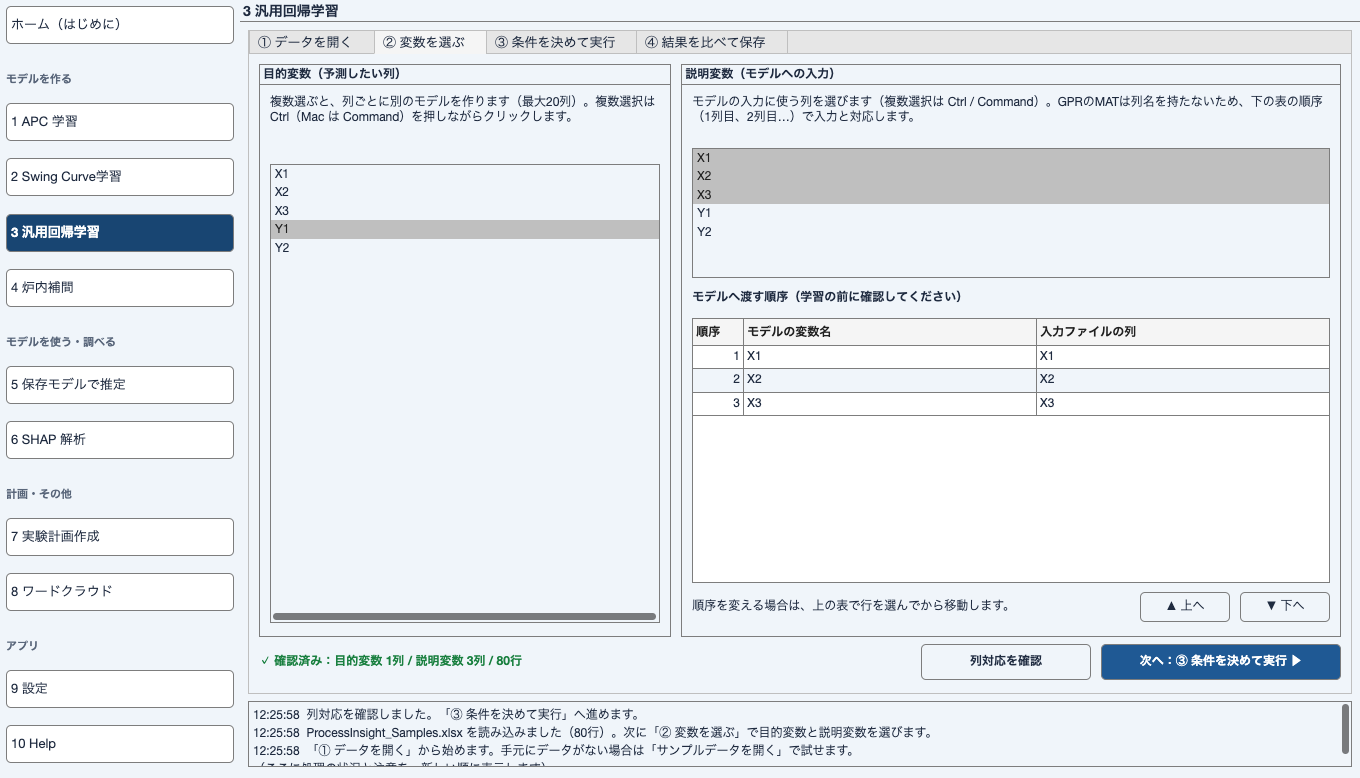 ホーム（はじめに）
モデルを作る
1 APC 学習
2 Swing Curve学習
3 汎用回帰学習
4 炉内補間
モデルを使う・調べる
5 保存モデルで推定
6 SHAP 解析
計画・その他
7 実験計画作成
8 ワードクラウド
アプリ
9 設定
10 Help
3 汎用回帰学習
① データを開く
② 変数を選ぶ
③ 条件を決めて実行
④ 結果を比べて保存
目的変数（予測したい列）
複数選ぶと、列ごとに別のモデルを作ります（最大20列）。複数選択は
Ctrl（Mac は Command）を押しながらクリックします。
X1
X2
X3
Y1
Y2
説明変数（モデルへの入力）
モデルの入力に使う列を選びます（複数選択は Ctrl / Command）。GPRのMATは列名を持たないため、下の表の順序
（1列目、2列目…）で入力と対応します。
X1
X2
X3
Y1
Y2
モデルへ渡す順序（学習の前に確認してください）
順序 モデルの変数名 入力ファイルの列
1 X1 X1
2 X2 X2
3 X3 X3
順序を変える場合は、上の表で行を選んでから移動します。
▲ 上へ
▼ 下へ
✓ 確認済み：目的変数 1列 / 説明変数 3列 / 80行
列対応を確認
次へ：③ 条件を決めて実行 ▶
12:25:58 列対応を確認しました。「③ 条件を決めて実行」へ進めます。
12:25:58 ProcessInsight_Samples.xlsx を読み込みました（80行）。次に「② 変数を選ぶ」で目的変数と説明変数を選びます。
12:25:58 「① データを開く」から始めます。手元にデータがない場合は「サンプルデータを開く」で試せます。